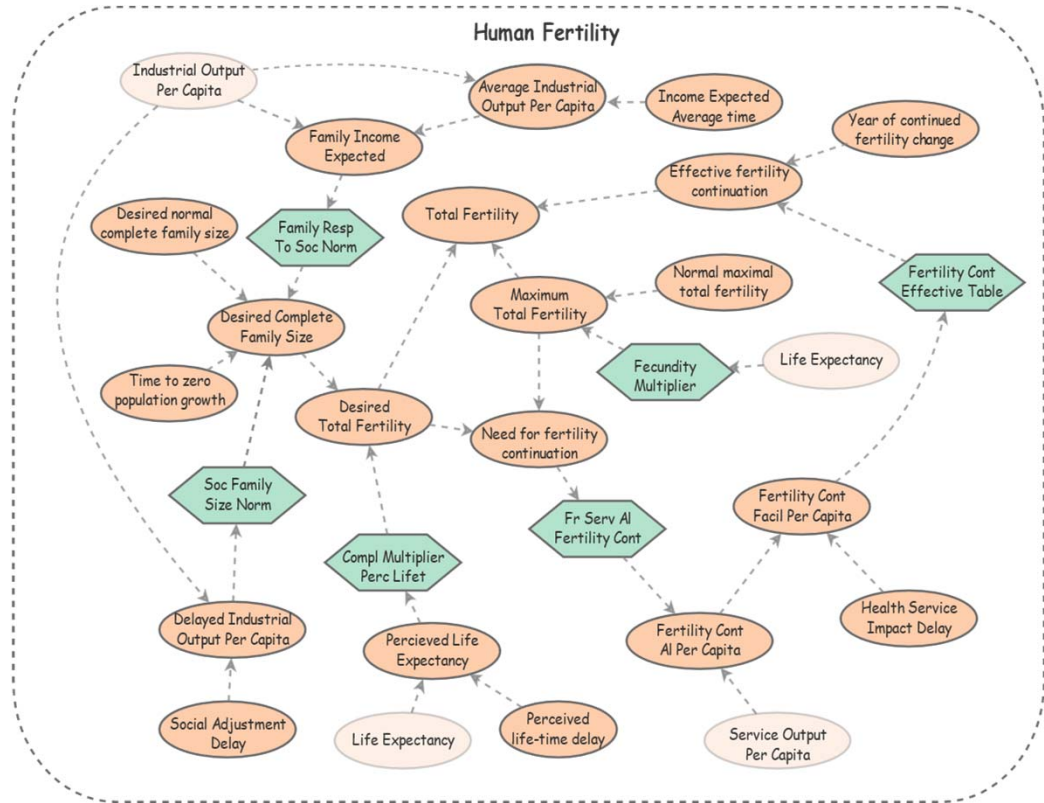 Human Fertility
Industrial Output
Per Capita
Average Industrial
Output Per Capita
Income Expected
Average time
Year of continued
fertility change
Family Income
Expected
Effective fertility
continuation
Desired normal
complete family size
Family Resp
To Soc Norm
Total Fertility
Fertility Cont
Effective Table
Normal maximal
total fertility
Maximum
Total Fertility
Desired Complete
Family Size
Life Expectancy
Fecundity
Multiplier
Time to zero
population growth
Desired
Total Fertility
Need for fertility
continuation
Soc Family
Size Norm
Fertility Cont
Facil Per Capita
Fr Serv Al
Fertility Cont
Compl Multiplier
Perc Lifet
Delayed Industrial
Output Per Capita
Health Service
Impact Delay
Percieved Life
Expectancy
Fertility Cont
Al Per Capita
Social Adjustment
Delay
Life Expectancy
Perceived
life-time delay
Service Output
Per Capita